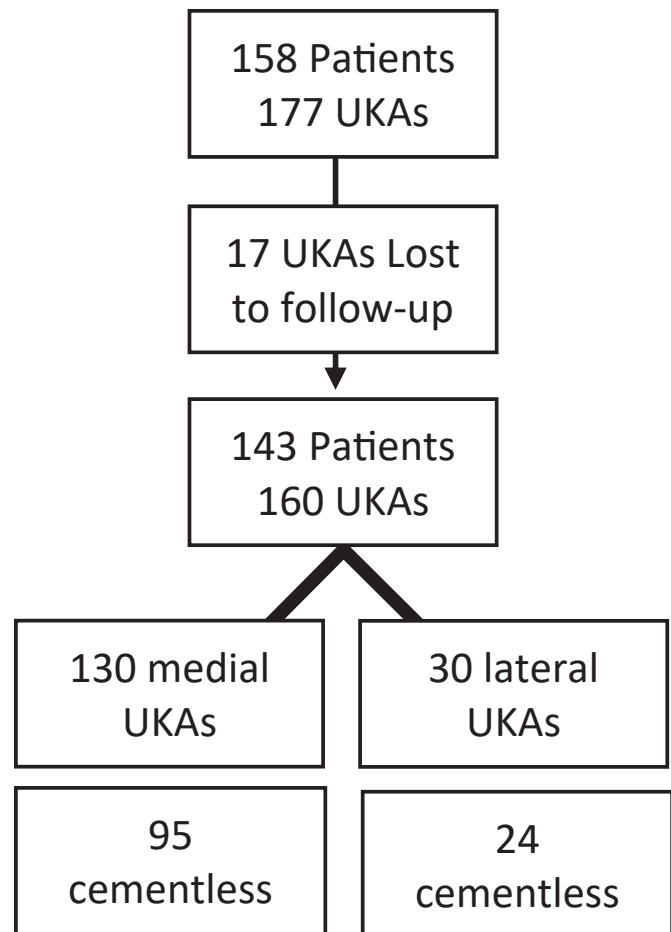 158 Patients
177 UKAs
17 UKAs Lost
to follow-up
143 Patients
160 UKAs
130 medial
UKAs
30 lateral
UKAs
95
cementless
24
cementless